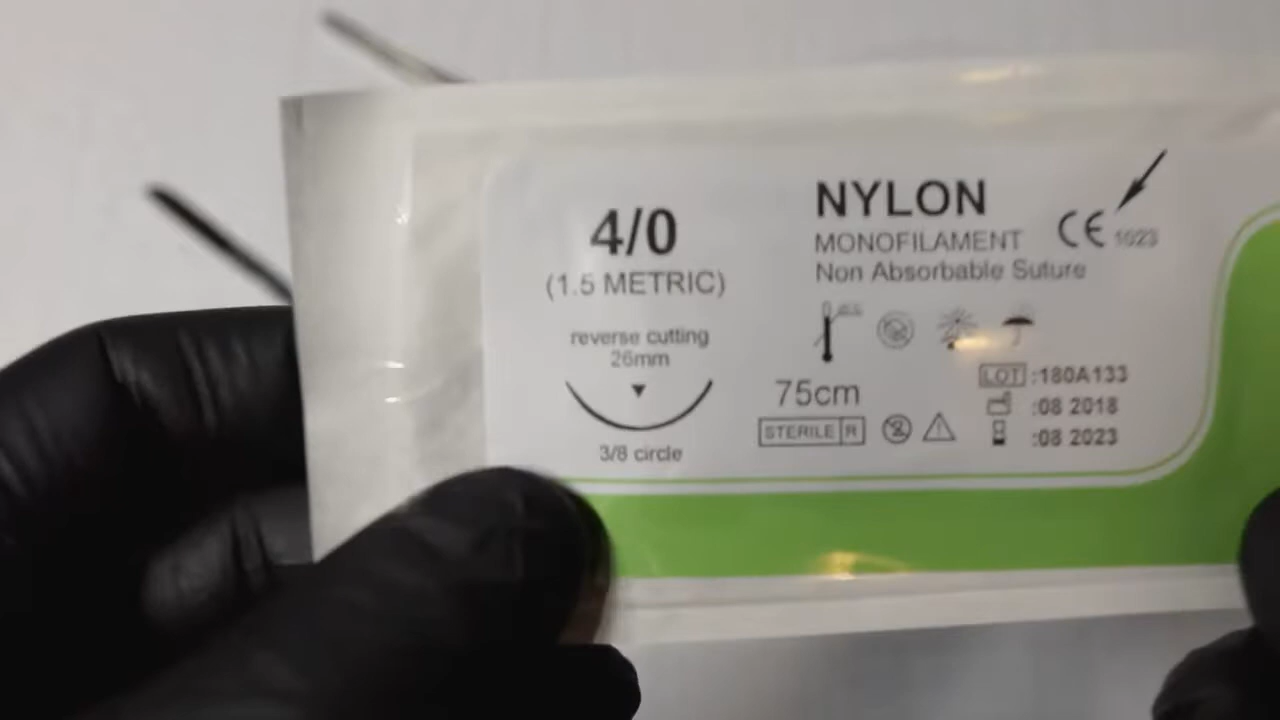 4/0
(1.5 METRIC)
reverse cutting
26mm
3/8 circle
NYLON
MONOFILAMENT
Non Absorbable Suture
CE 1023
75cm
STERILE R
2
LOT :180A133
:08 2018
:08 2023